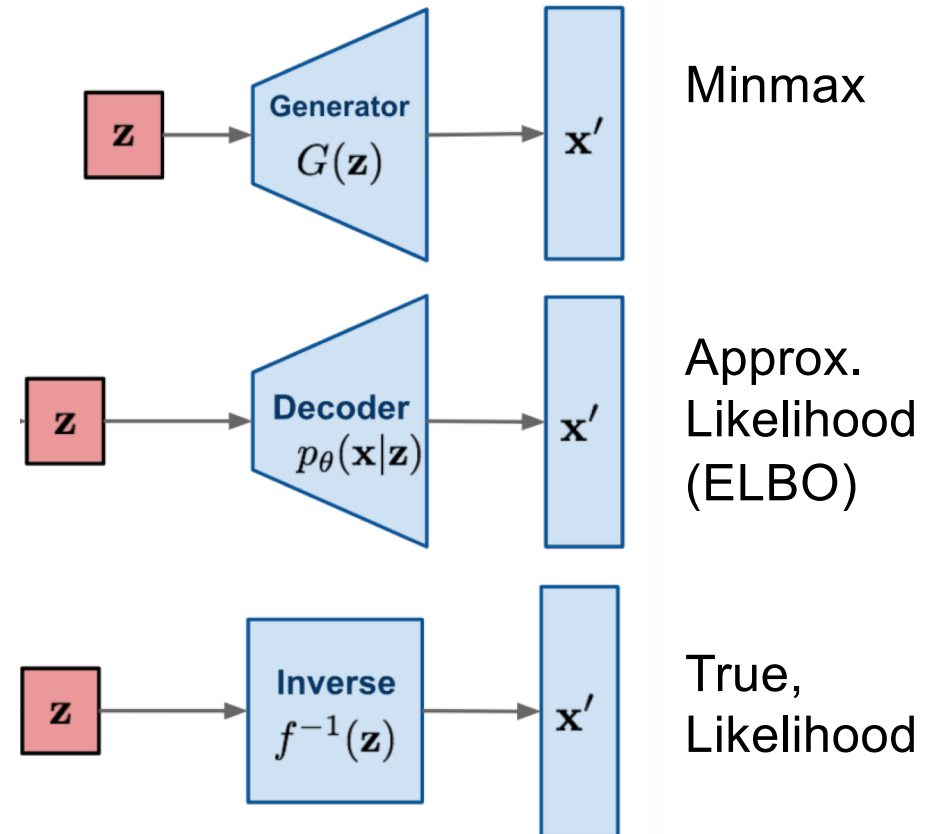 z
Generator
G(z)
x′
Minmax
z
Decoder
pθ(x|z)
x′
Approx.
Likelihood
(ELBO)
z
Inverse
f⁻¹(z)
x′
True,
Likelihood